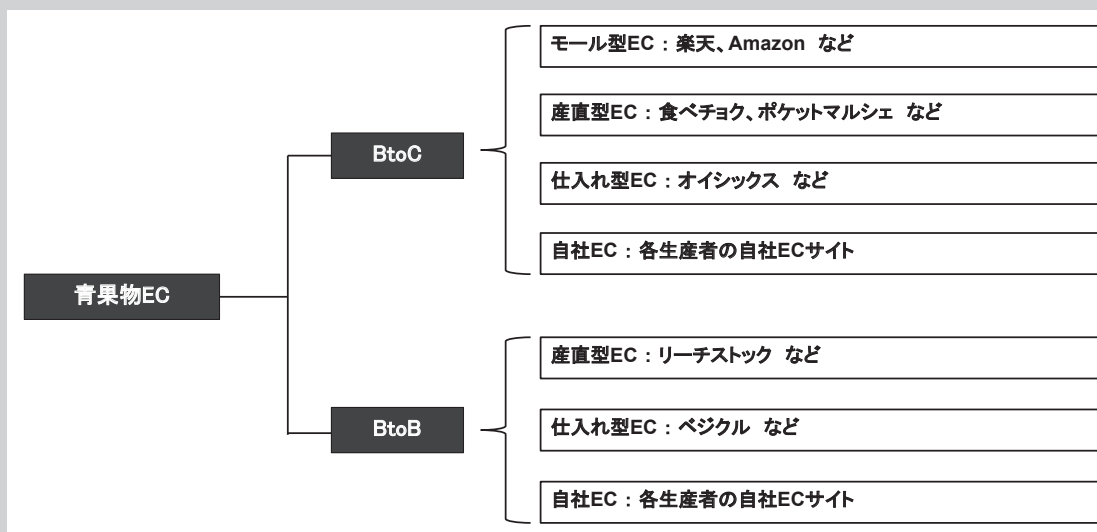 青果物EC
BtoC
モール型EC：楽天、Amazon など
産直型EC：食べチョク、ポケットマルシェ など
仕入れ型EC：オイシックス など
自社EC：各生産者の自社ECサイト
BtoB
産直型EC：リーチストック など
仕入れ型EC：ベジクル など
自社EC：各生産者の自社ECサイト